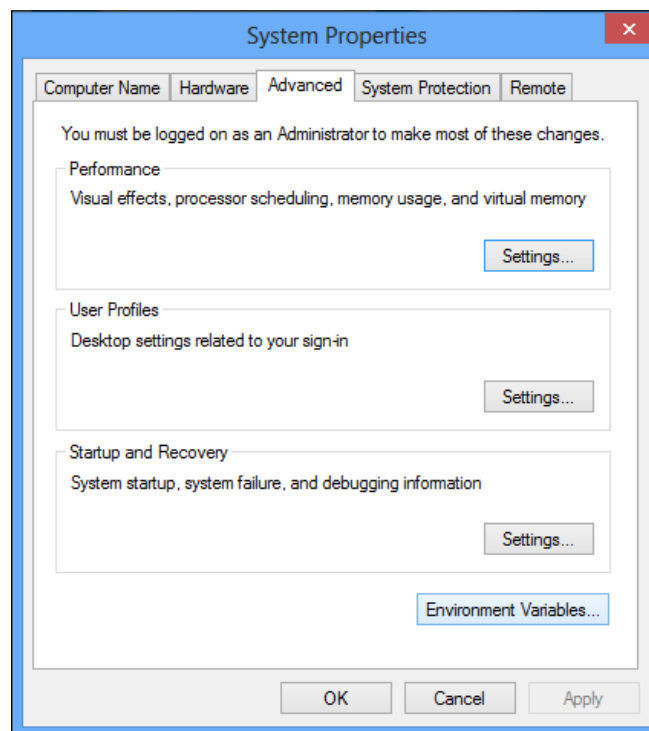 System Properties
Computer Name Hardware Advanced System Protection Remote
You must be logged on as an Administrator to make most of these changes.
Performance
Visual effects, processor scheduling, memory usage, and virtual memory
Settings...
User Profiles
Desktop settings related to your sign-in
Settings...
Startup and Recovery
System startup, system failure, and debugging information
Settings...
Environment Variables...
OK Cancel Apply